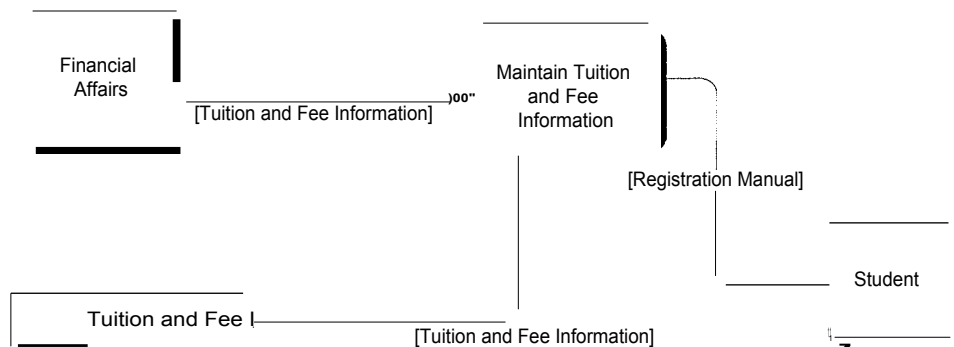 Financial
Affairs
[Tuition and Fee Information]
)00"
Maintain Tuition
and Fee
Information
[Registration Manual]
Student
Tuition and Fee I
[Tuition and Fee Information]